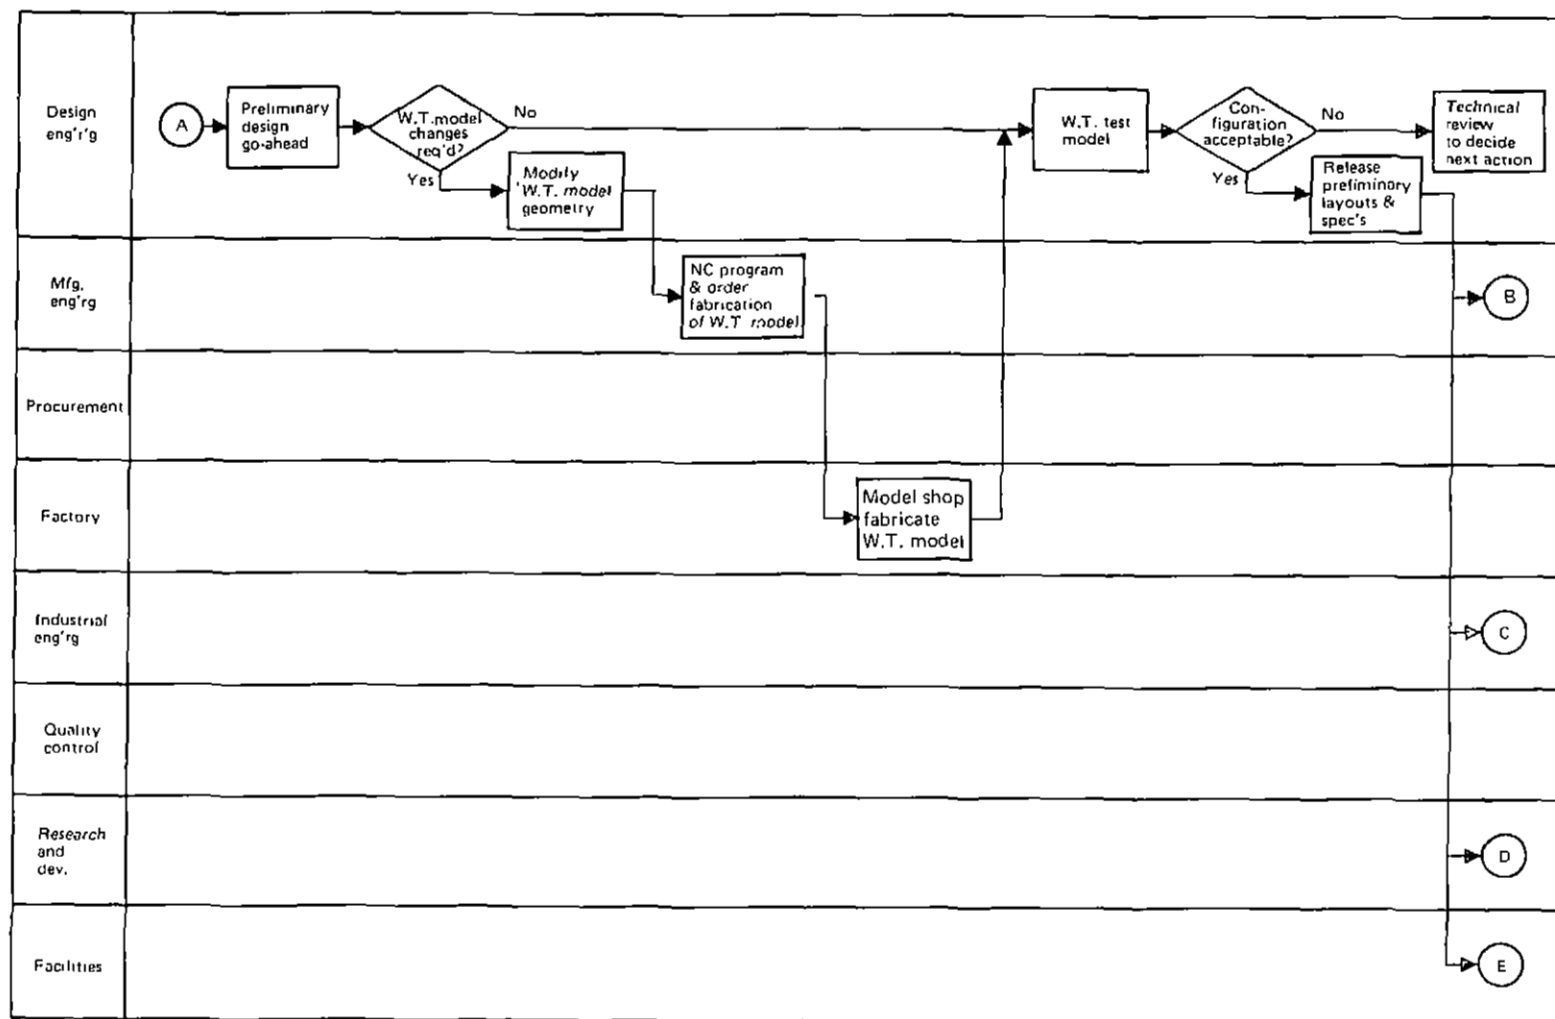 Design
eng'r'g
A
Preliminary
design
go-ahead
W.T. model
changes
req'd?
No
Yes
Modify
W.T. model
geometry
W.T. test
model
Con-
figuration
acceptable?
No
Yes
Technical
review
to decide
next action
Release
preliminary
layouts &
spec's
Mfg.
eng'rg
NC program
& order
fabrication
of W.T. model
B
Procurement
Factory
Model shop
fabricate
W.T. model
Industrial
eng'rg
C
Quality
control
Research
and
dev.
D
Facilities
E